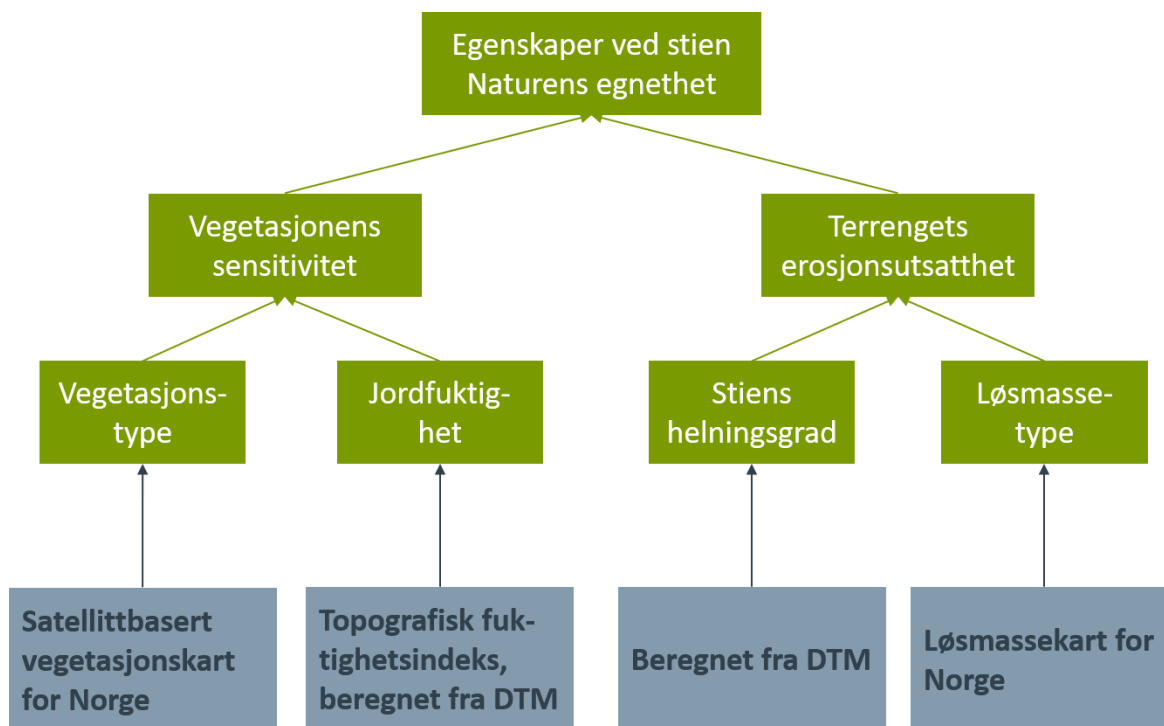 Egenskaper ved stien
Naturens egnethet
Vegetasjonens
sensitivitet
Terrengets
erosjonsutsatthet
Vegetasjons-
type
Jordfuktig-
het
Stiens
helningsgrad
Løsmasse-
type
Satellittbasert
vegetasjonskart
for Norge
Topografisk fuk-
tighetsindeks,
beregnet fra DTM
Beregnet fra DTM
Løsmassekart for
Norge